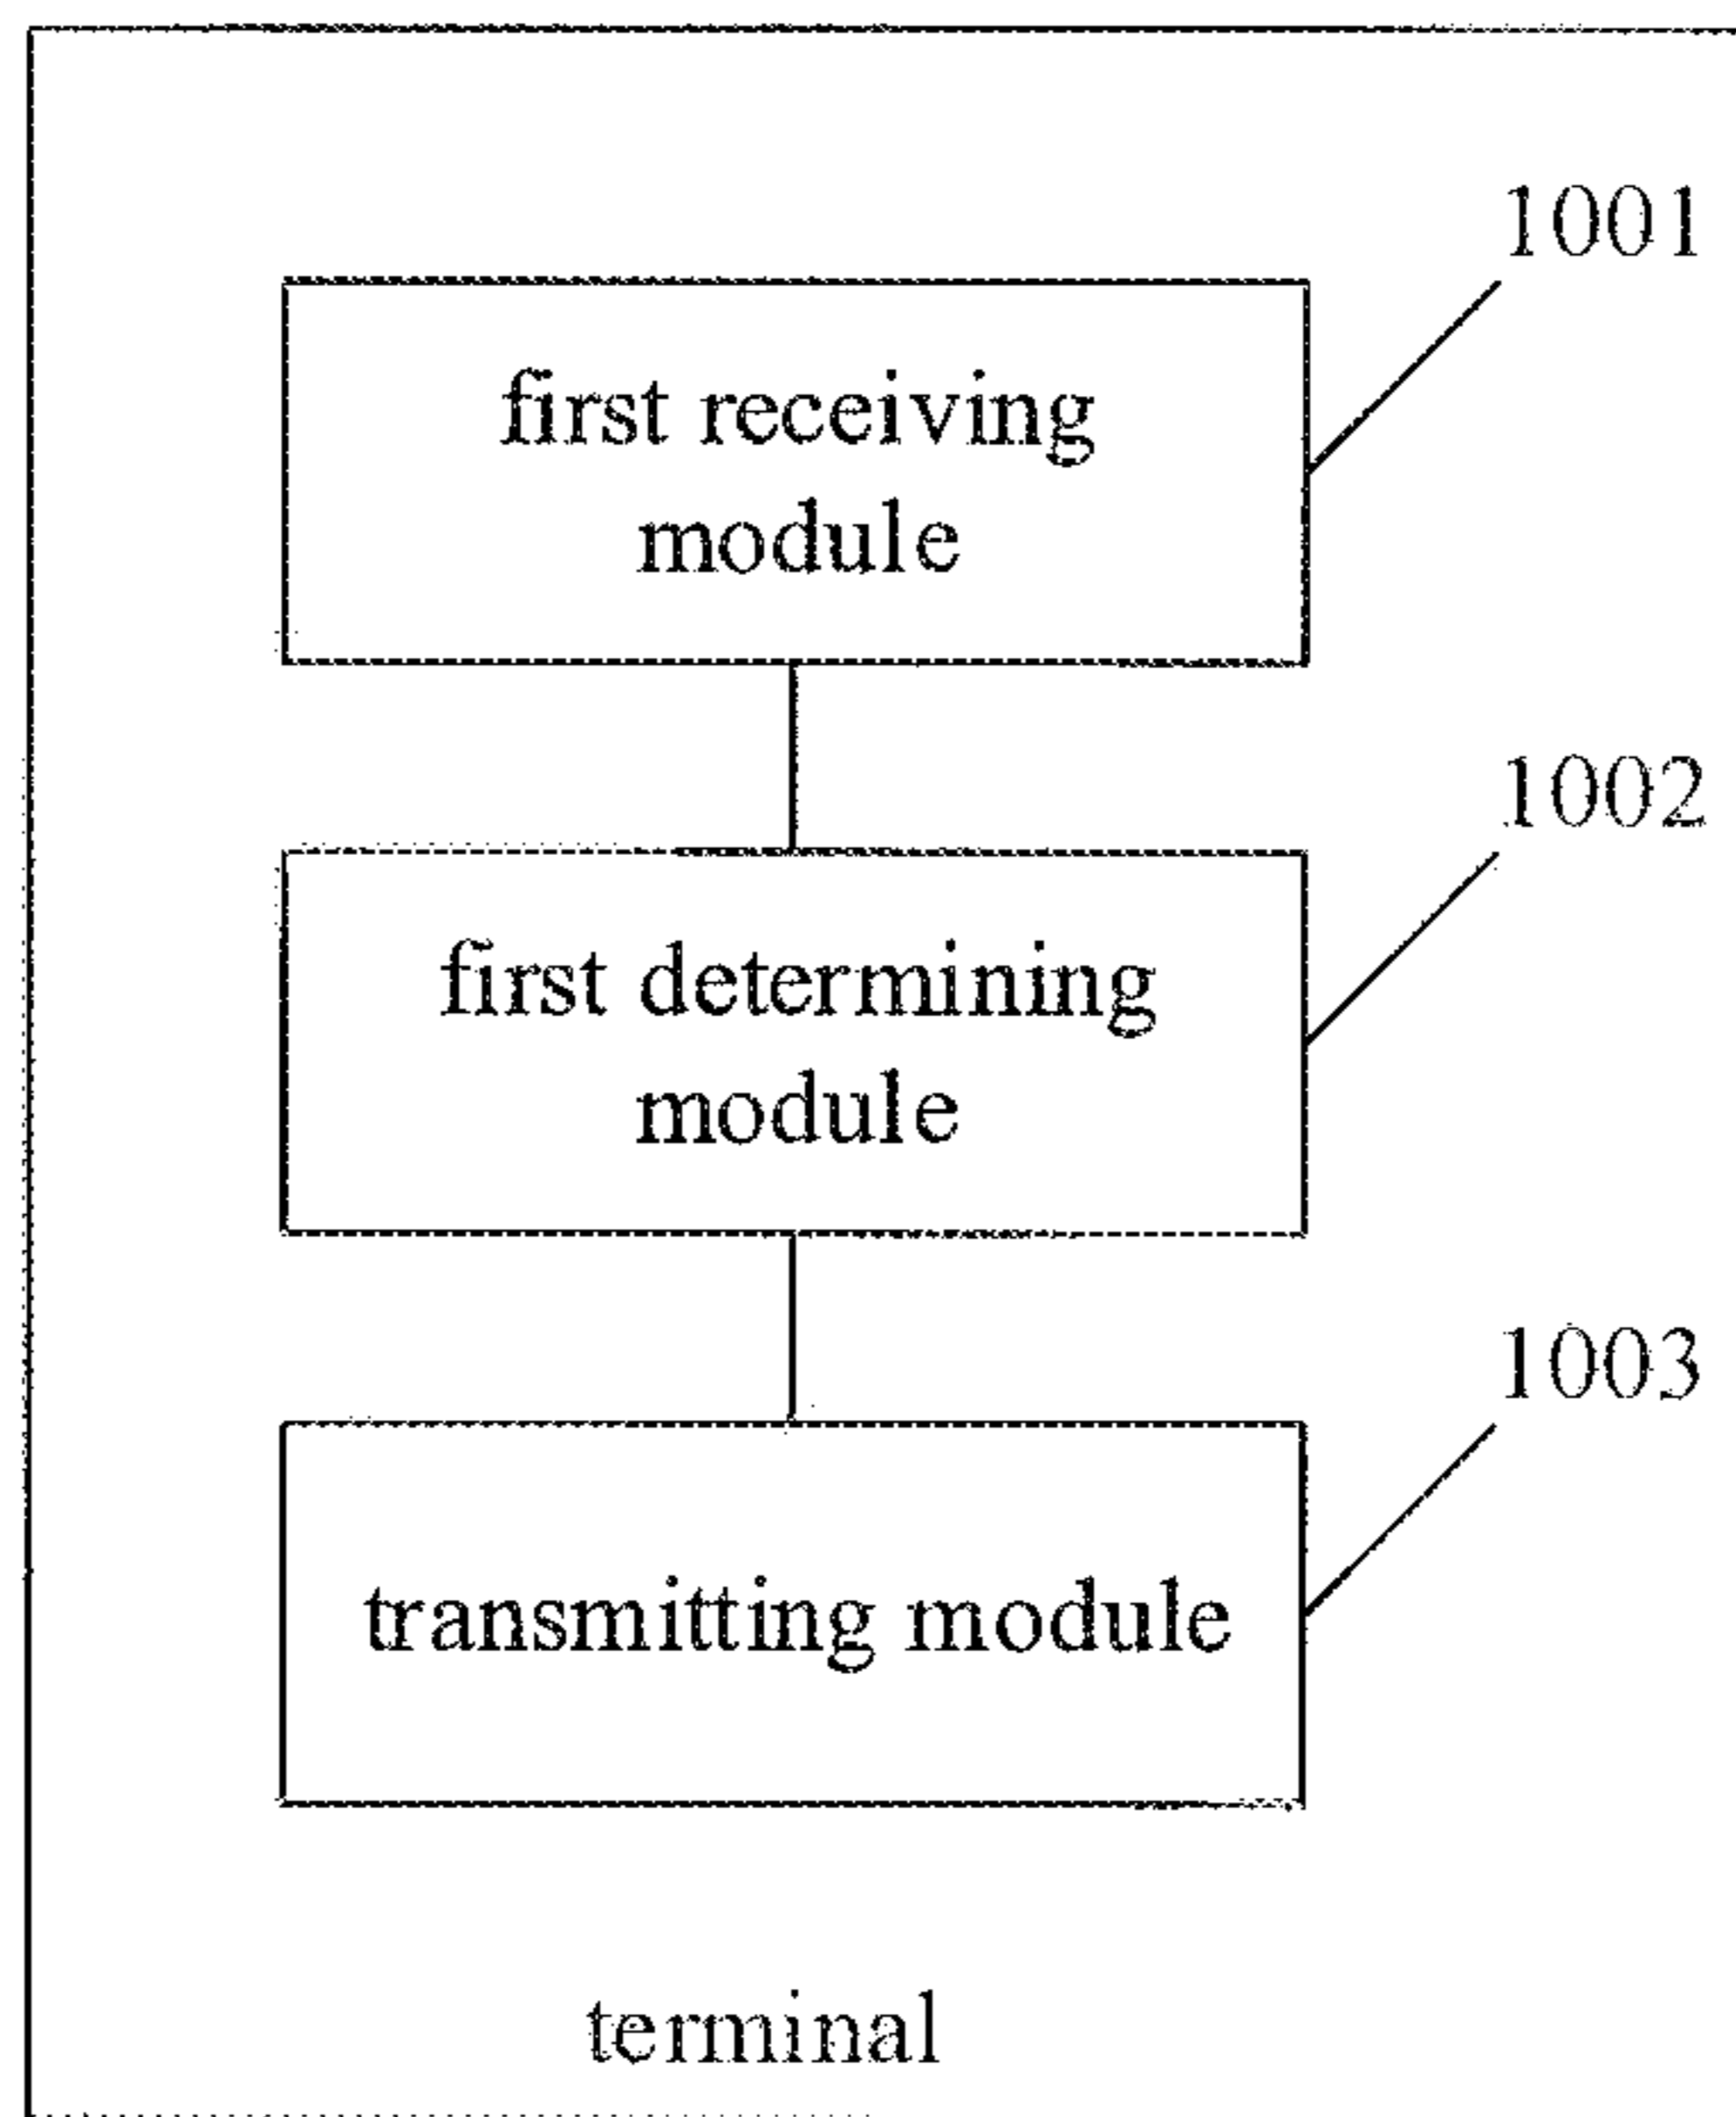 1001
first receiving
module
1002
first determining
module
1003
transmitting module
terminal